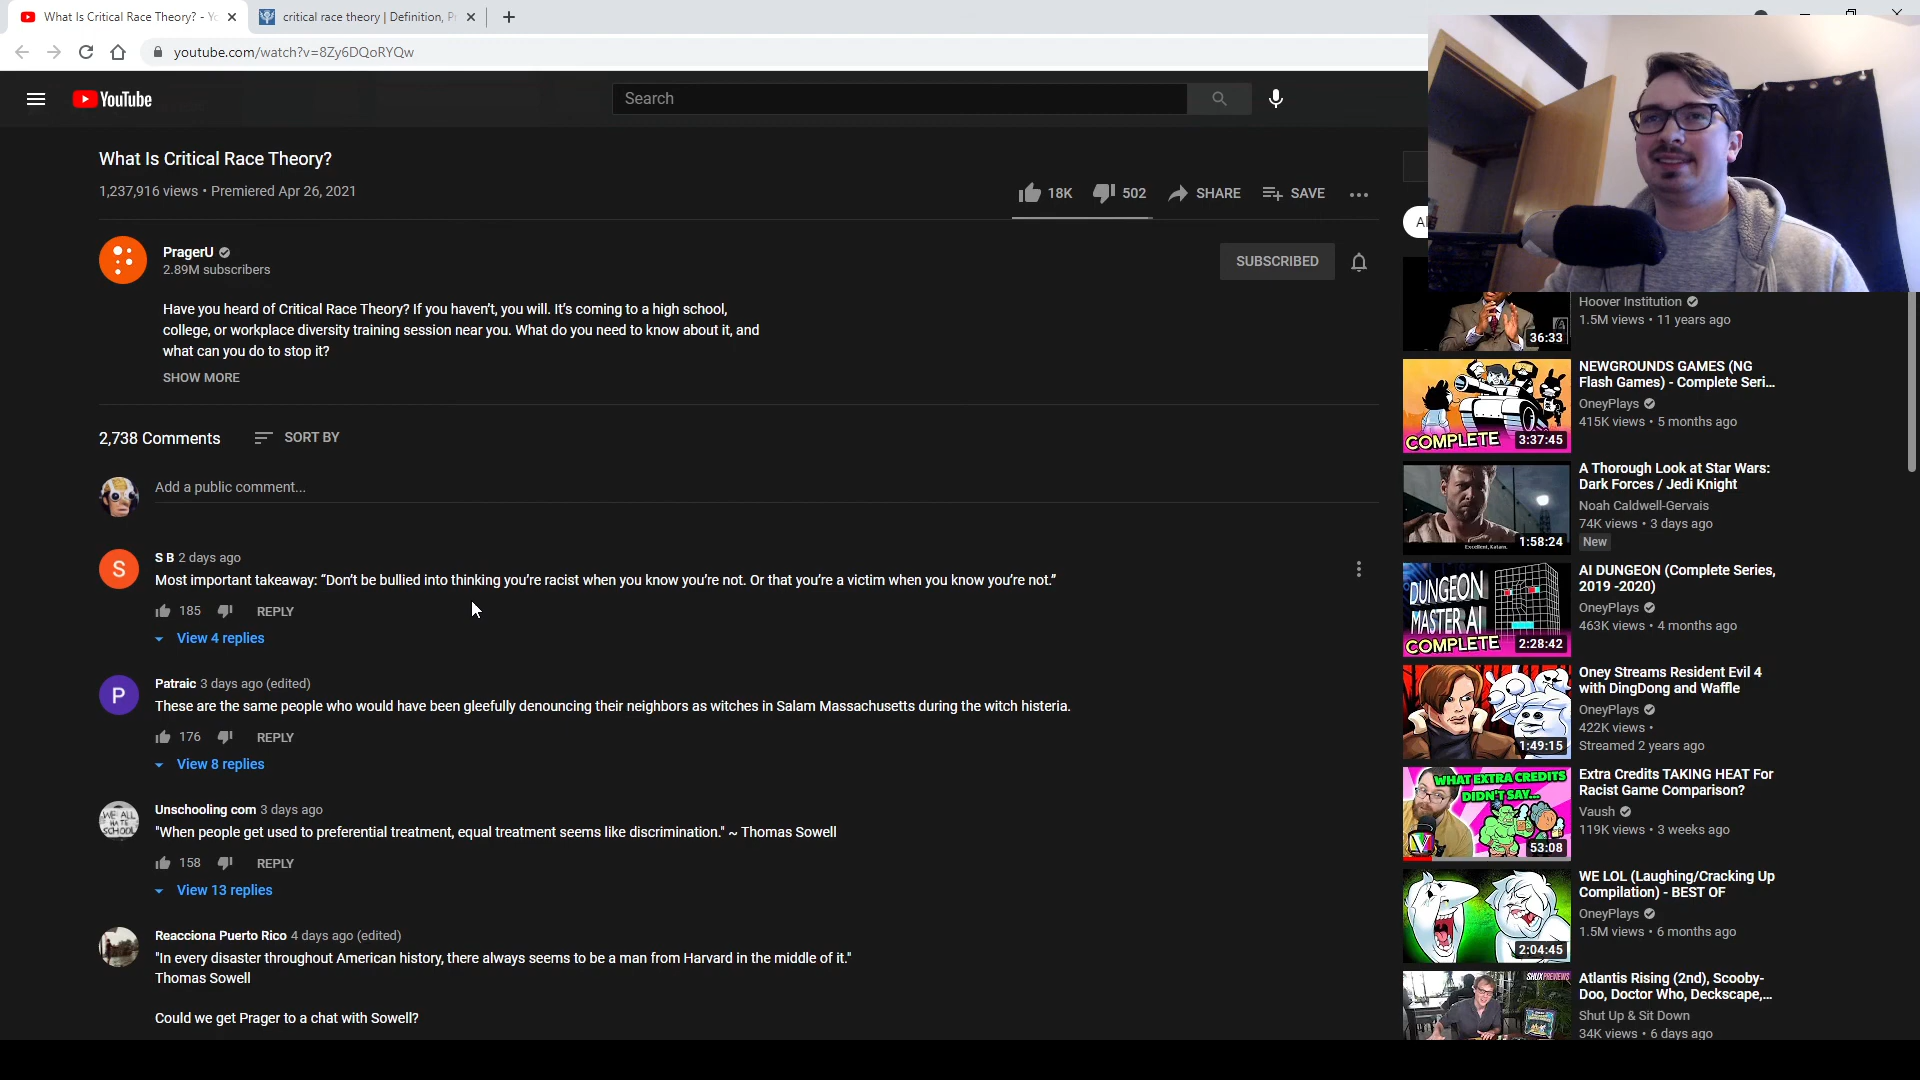 What Is Critical Race Theory? - Yo
critical race theory | Definition, P
youtube.com/watch?v=8Zy6DQoRYQw
YouTube
Search
What Is Critical Race Theory?
1,237,916 views • Premiered Apr 26, 2021
18K
502
SHARE
SAVE
PragerU
2.89M subscribers
SUBSCRIBED
Have you heard of Critical Race Theory? If you haven't, you will. It's coming to a high school,
college, or workplace diversity training session near you. What do you need to know about it, and
what can you do to stop it?
SHOW MORE
2,738 Comments
SORT BY
Add a public comment...
S
S B 2 days ago
Most important takeaway: “Don’t be bullied into thinking you’re racist when you know you’re not. Or that you’re a victim when you know you’re not.”
185
REPLY
View 4 replies
P
Patraic 3 days ago (edited)
These are the same people who would have been gleefully denouncing their neighbors as witches in Salam Massachusetts during the witch histeria.
176
REPLY
View 8 replies
WE ALL
HATE
SCHOOL
Unschooling com 3 days ago
"When people get used to preferential treatment, equal treatment seems like discrimination." ~ Thomas Sowell
158
REPLY
View 13 replies
Reacciona Puerto Rico 4 days ago (edited)
"In every disaster throughout American history, there always seems to be a man from Harvard in the middle of it."
Thomas Sowell
Could we get Prager to a chat with Sowell?
Al
Hoover Institution
1.5M views • 11 years ago
36:33
NEWGROUNDS GAMES (NG
Flash Games) - Complete Seri...
OneyPlays
415K views • 5 months ago
COMPLETE
3:37:45
A Thorough Look at Star Wars:
Dark Forces / Jedi Knight
Noah Caldwell-Gervais
74K views • 3 days ago
New
Excellent, Katarn.
1:58:24
AI DUNGEON (Complete Series,
2019 -2020)
OneyPlays
463K views • 4 months ago
DUNGEON
MASTER AI
COMPLETE
2:28:42
Oney Streams Resident Evil 4
with DingDong and Waffle
OneyPlays
422K views •
Streamed 2 years ago
1:49:15
Extra Credits TAKING HEAT For
Racist Game Comparison?
Vaush
119K views • 3 weeks ago
WHAT EXTRA CREDITS
DIDN'T SAY...
V
53:08
WE LOL (Laughing/Cracking Up
Compilation) - BEST OF
OneyPlays
1.5M views • 6 months ago
2:04:45
Atlantis Rising (2nd), Scooby-
Doo, Doctor Who, Deckscape,...
Shut Up & Sit Down
34K views • 6 days ago
SHUX PREVIEWS